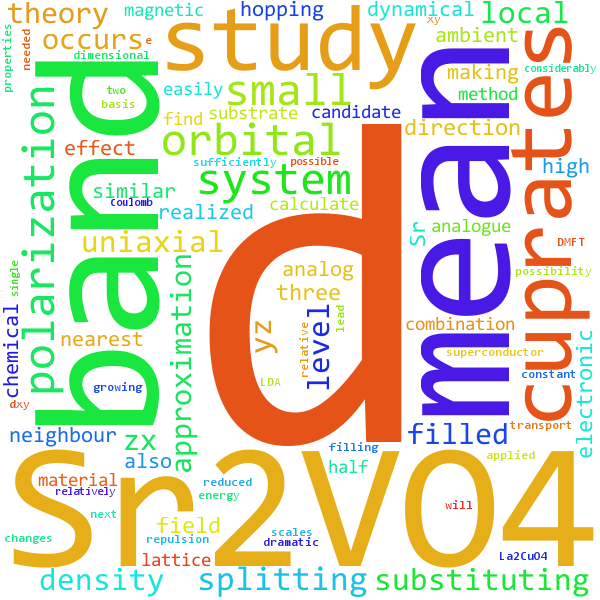 theory
magnetic
hopping
dynamical
xy
local
properties
needed
occurs
e
study
ambient
considerably
dimensional
two
basis
easily
small
candidate
making
method
find
substrate
direction
high
polarization
band
effect
orbital
mean
cuprates
sufficiently
possible
similar
Coulomb
system
realized
calculate
Sr
analogue
DMFT
uniaxial
single
analog
three
possibility
chemical
nearest
approximation
yz
level
relative
lead
d
combination
superconductor
electronic
growing
LDA
constant
dxy
neighbour
zx
filled
transport
also
half
filling
Sr2VO4
material
relatively
reduced
applied
next
energy
field
scales
will
changes
repulsion
dramatic
La2CuO4
lattice
density
splitting
substituting